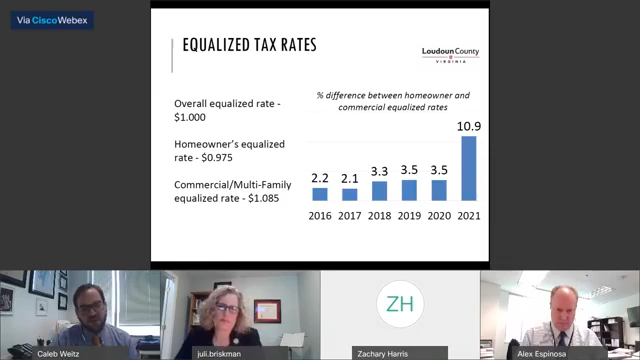 Via CiscoWebex
EQUALIZED TAX RATES
Loudoun County
VIRGINIA
Overall equalized rate -
$1.000
Homeowner's equalized
rate - $0.975
Commercial/Multi-Family
equalized rate - $1.085
% difference between homeowner and
commercial equalized rates
2.2 2.1 3.3 3.5 3.5 10.9
2016 2017 2018 2019 2020 2021
ZH
Caleb Weitz
juli.briskman
Zachary Harris
Alex Espinosa